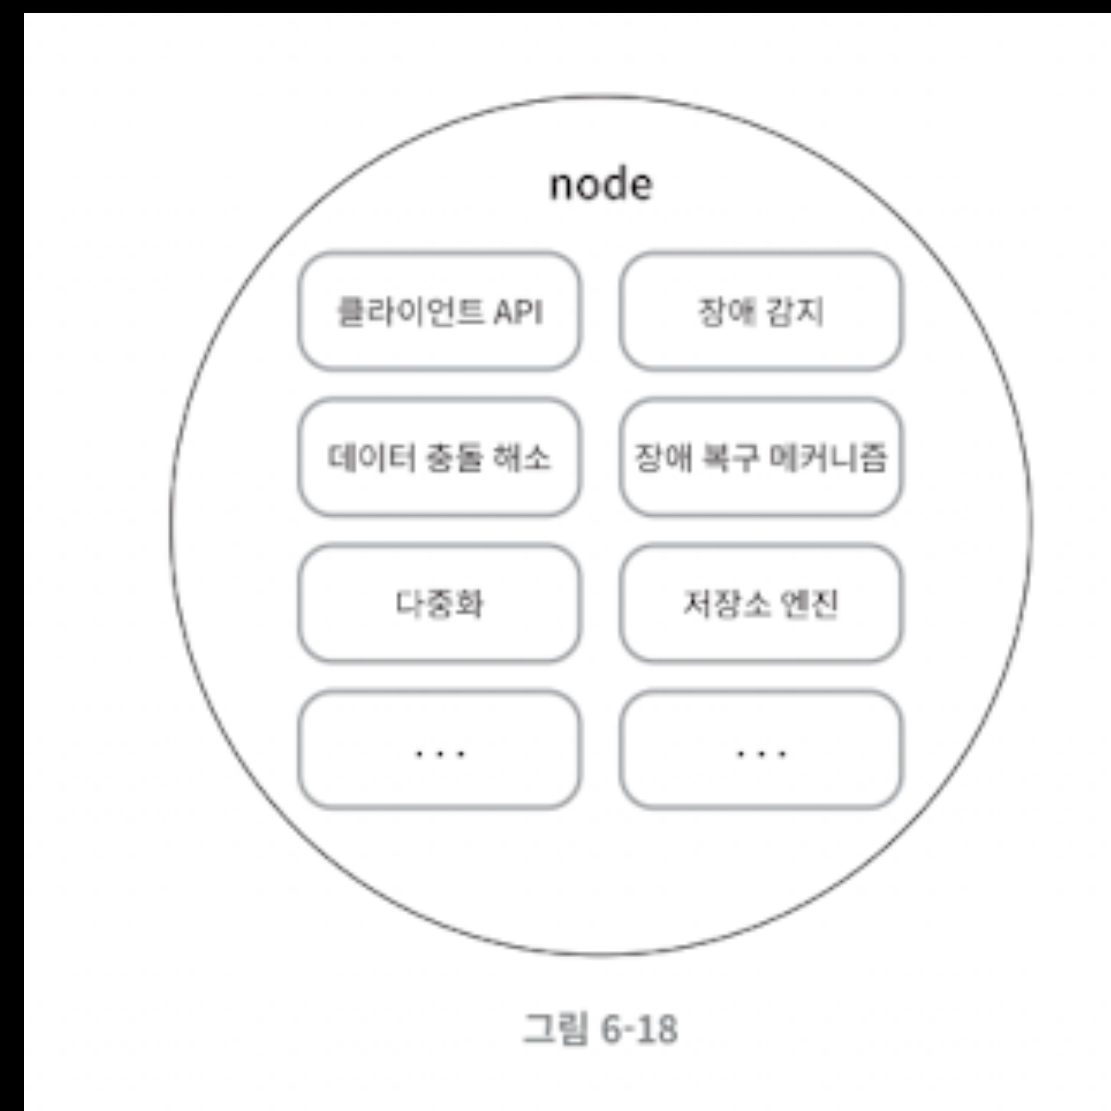 node
클라이언트 API
장애 감지
데이터 충돌 해소
장애 복구 메커니즘
다중화
저장소 엔진
...
...
그림 6-18